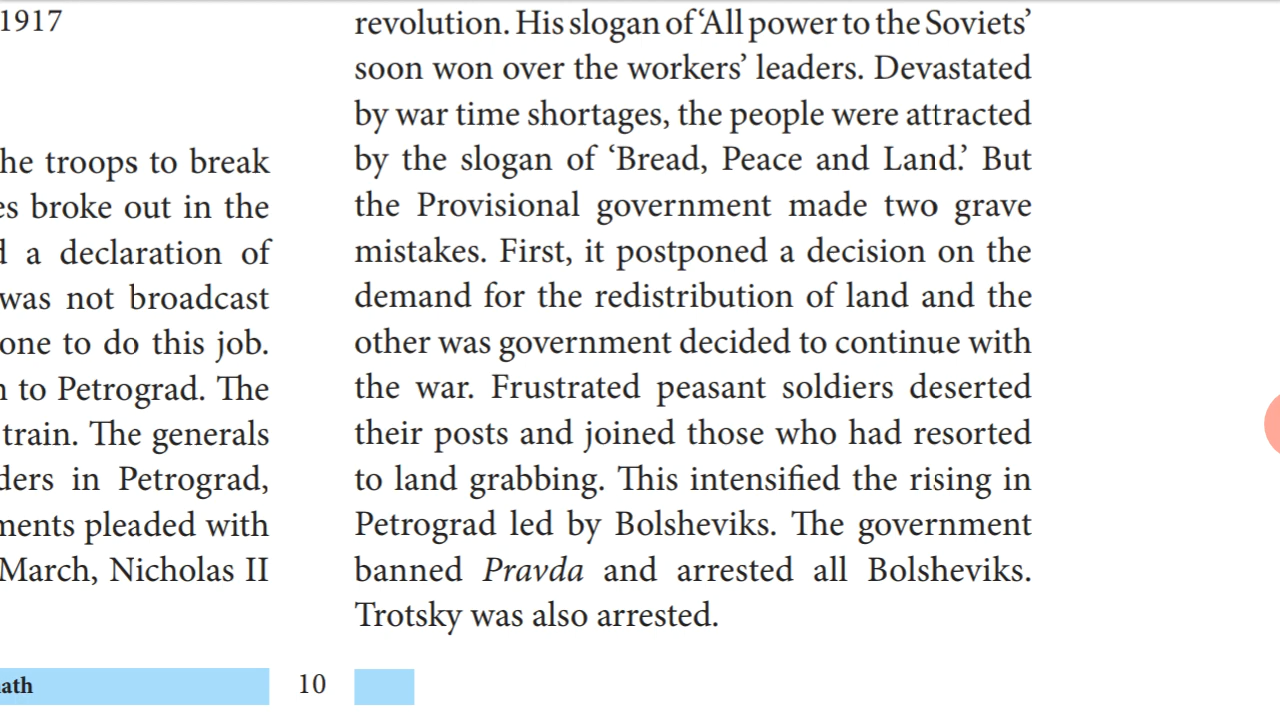 1917
he troops to break
es broke out in the
d a declaration of
was not broadcast
one to do this job.
n to Petrograd. The
train. The generals
ders in Petrograd,
ments pleaded with
March, Nicholas II
revolution. His slogan of ‘All power to the Soviets’
soon won over the workers’ leaders. Devastated
by war time shortages, the people were attracted
by the slogan of ‘Bread, Peace and Land.’ But
the Provisional government made two grave
mistakes. First, it postponed a decision on the
demand for the redistribution of land and the
other was government decided to continue with
the war. Frustrated peasant soldiers deserted
their posts and joined those who had resorted
to land grabbing. This intensified the rising in
Petrograd led by Bolsheviks. The government
banned Pravda and arrested all Bolsheviks.
Trotsky was also arrested.
ath
10